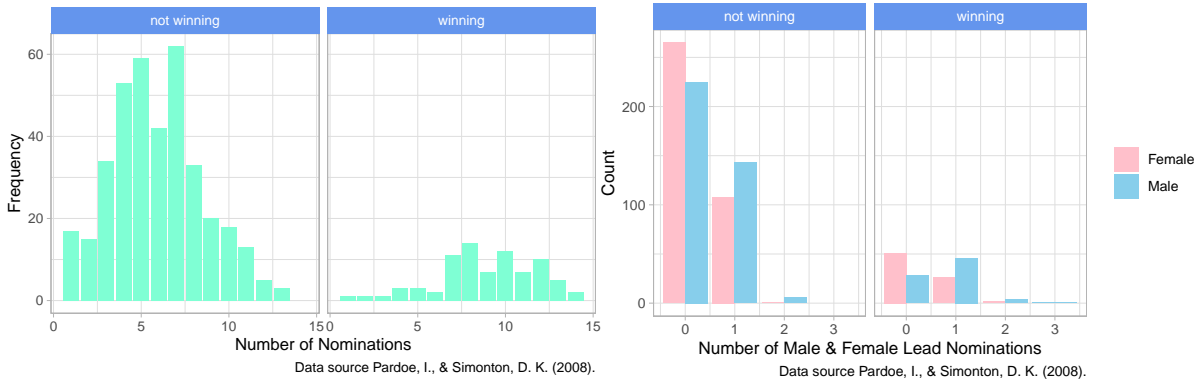 not winning
winning
60
40
20
0
Frequency
0
5
10
15
0
5
10
15
Number of Nominations
Data source Pardoe, I., & Simonton, D. K. (2008).
not winning
winning
200
100
0
Count
0
1
2
3
0
1
2
3
Number of Male & Female Lead Nominations
Data source Pardoe, I., & Simonton, D. K. (2008).
Female
Male